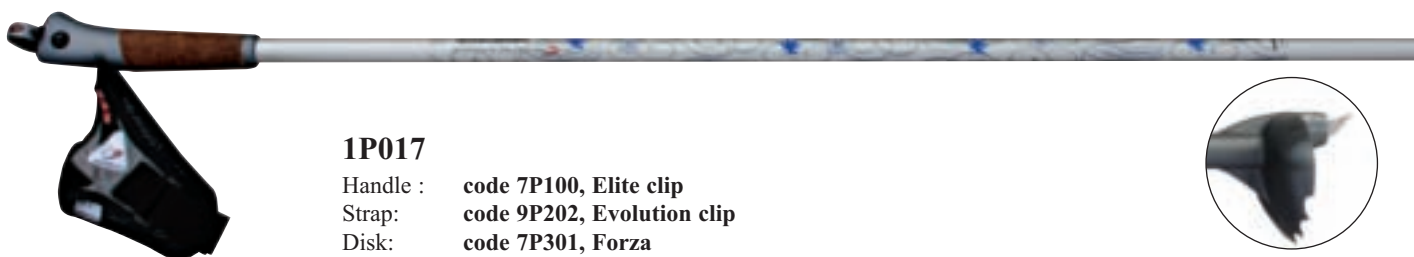 1P017
Handle : code 7P100, Elite clip
Strap: code 9P202, Evolution clip
Disk: code 7P301, Forza